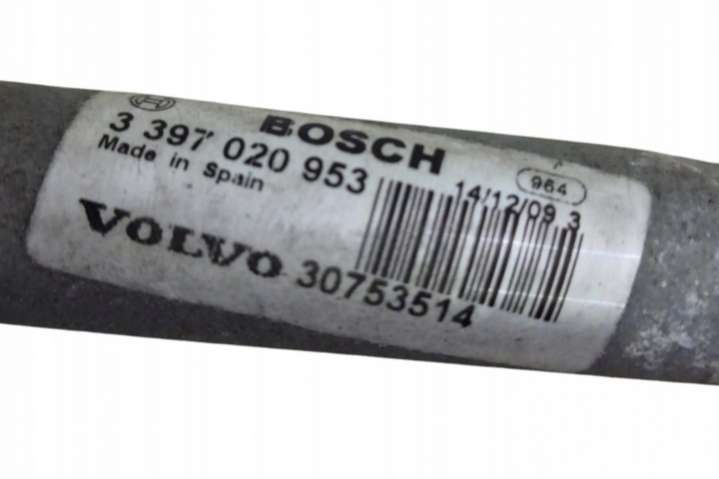 BOSCH
3 397 020 953
Made in Spain
964
14/12/09 3
VOLVO 30753514